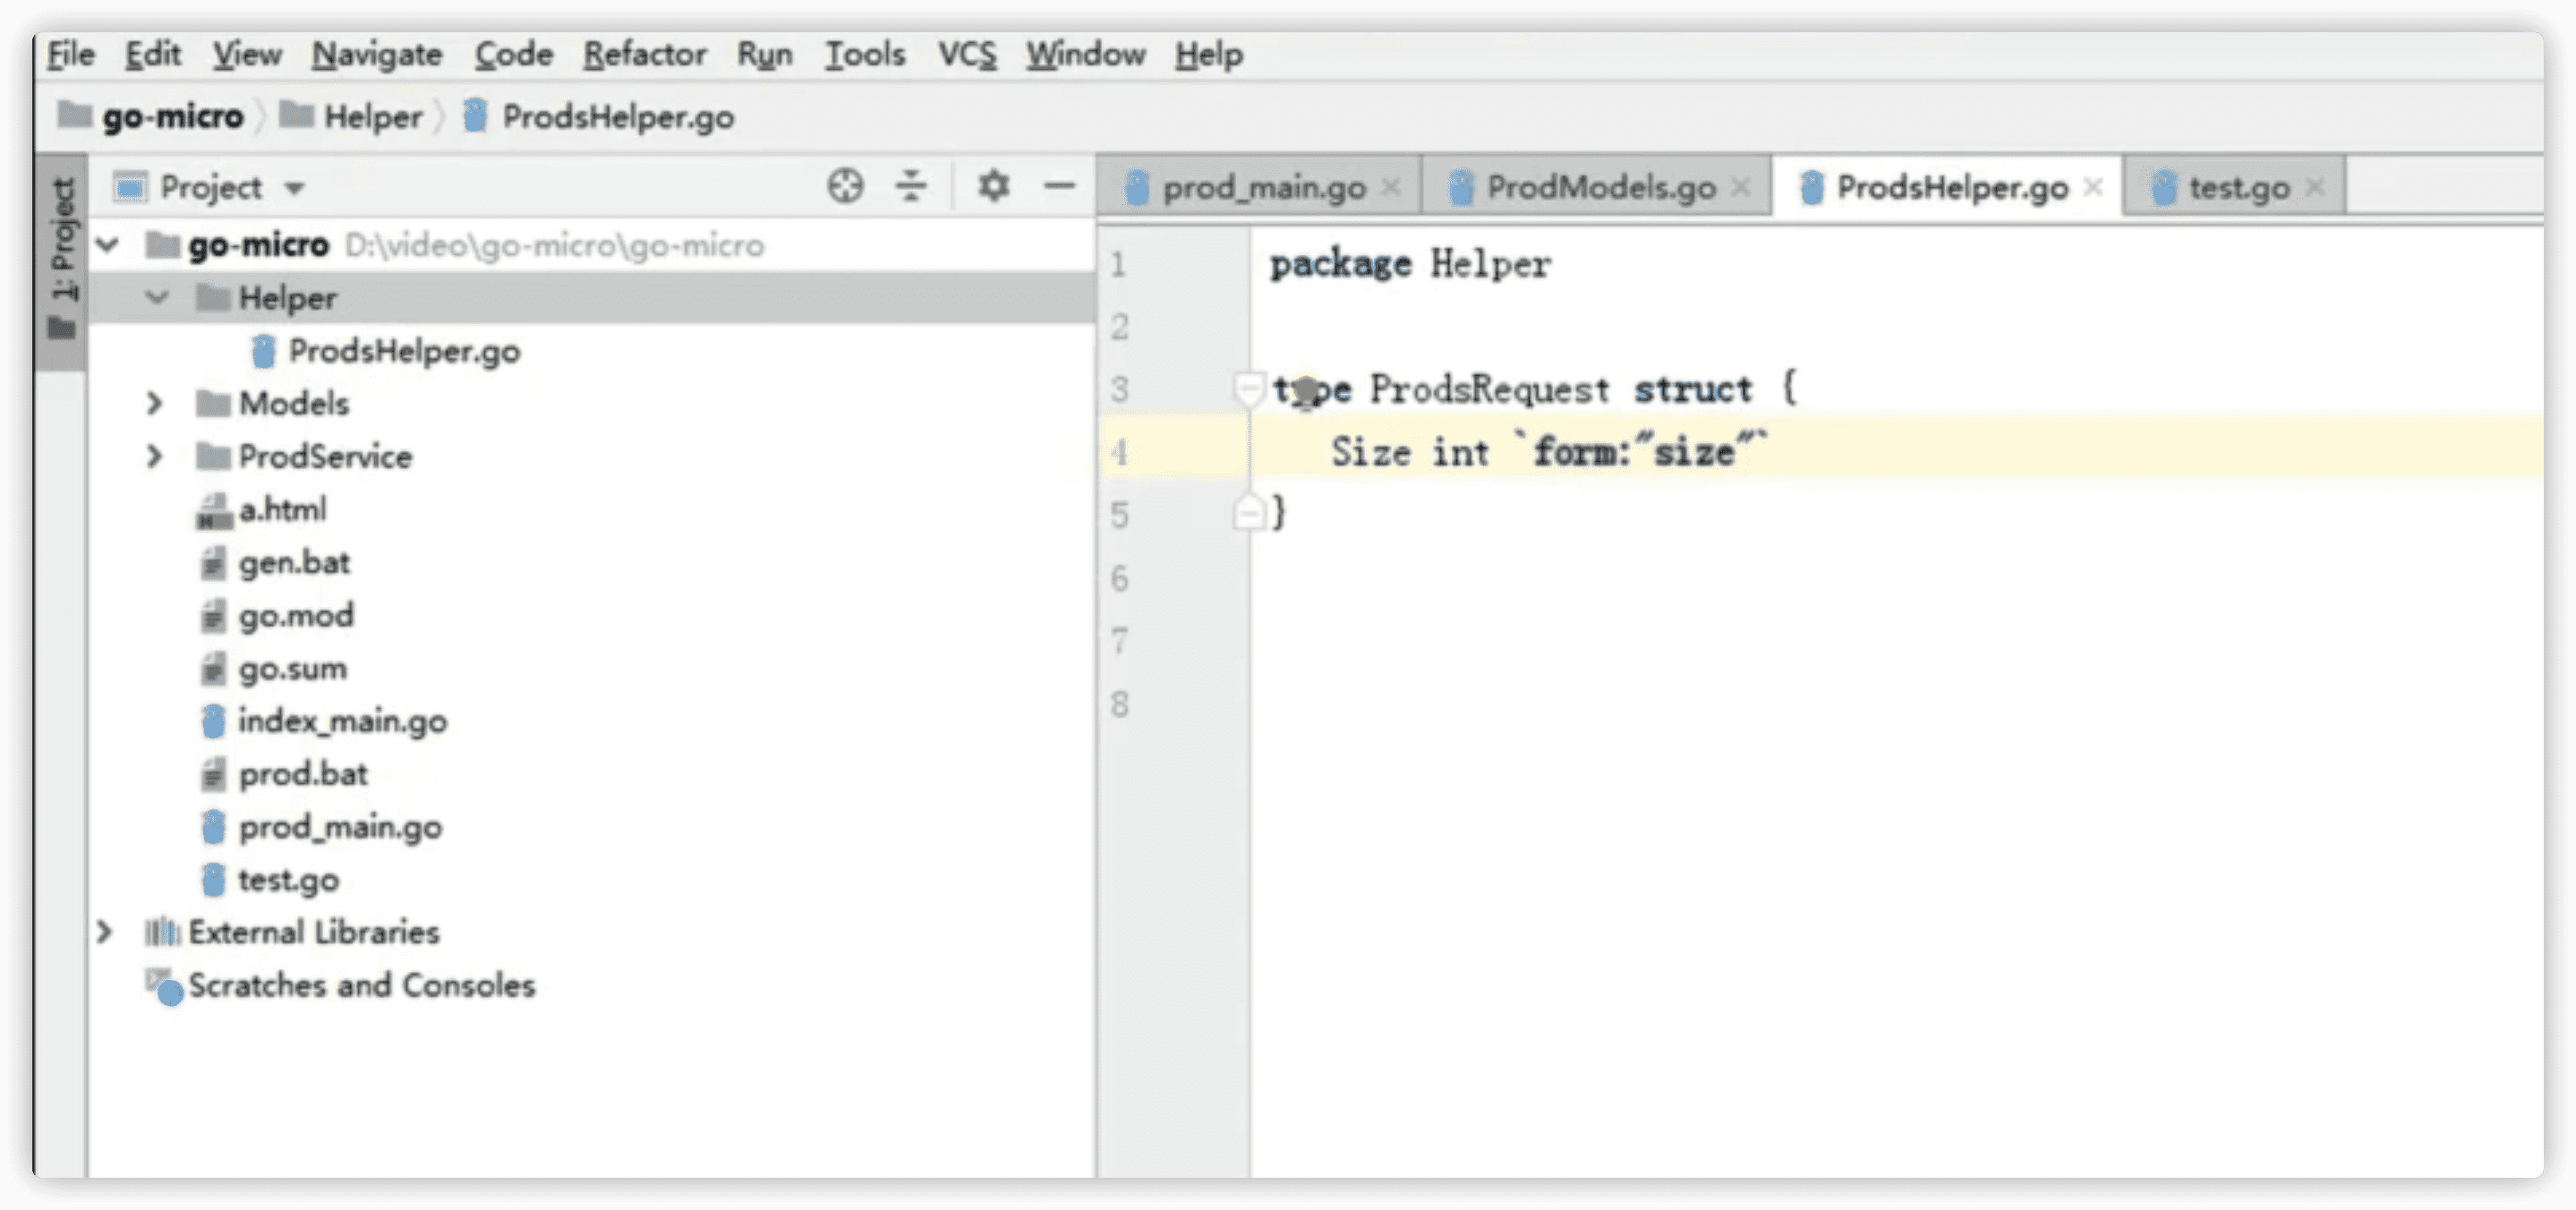 File Edit View Navigate Code Refactor Run Tools VCS Window Help
go-micro Helper ProdsHelper.go
1: Project
Project
go-micro D:\video\go-micro\go-micro
Helper
ProdsHelper.go
Models
ProdService
a.html
gen.bat
go.mod
go.sum
index_main.go
prod.bat
prod_main.go
test.go
External Libraries
Scratches and Consoles
prod_main.go ProdModels.go ProdsHelper.go test.go
1 package Helper
2
3 type ProdsRequest struct {
4 Size int `form:"size"`
5 }
6
7
8